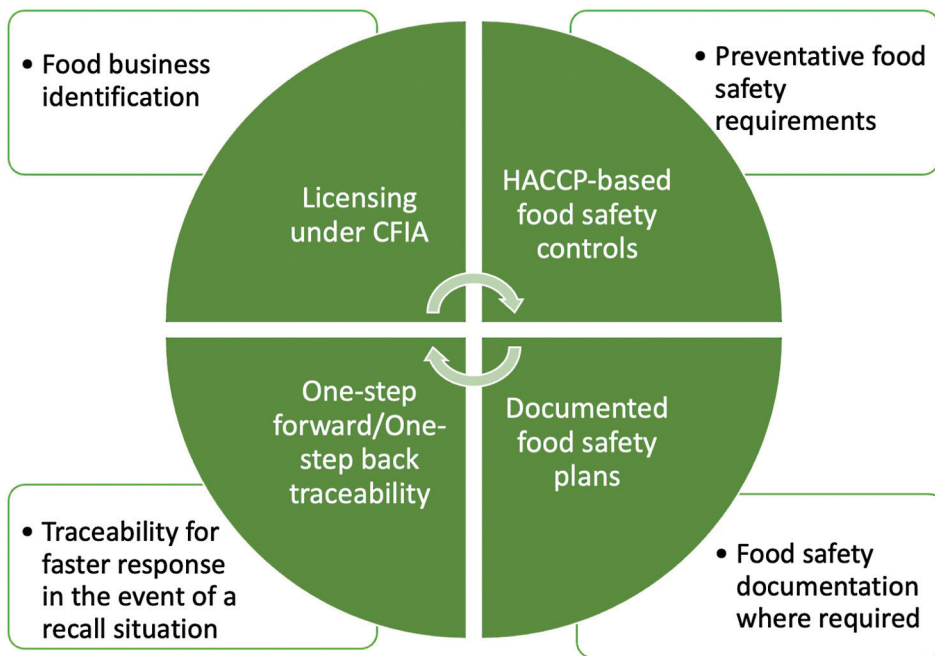 • Food business
identification
• Preventative food
safety
requirements
Licensing
under CFIA
HACCP-based
food safety
controls
One-step
forward/One-
step back
traceability
Documented
food safety
plans
• Traceability for
faster response
in the event of a
recall situation
• Food safety
documentation
where required